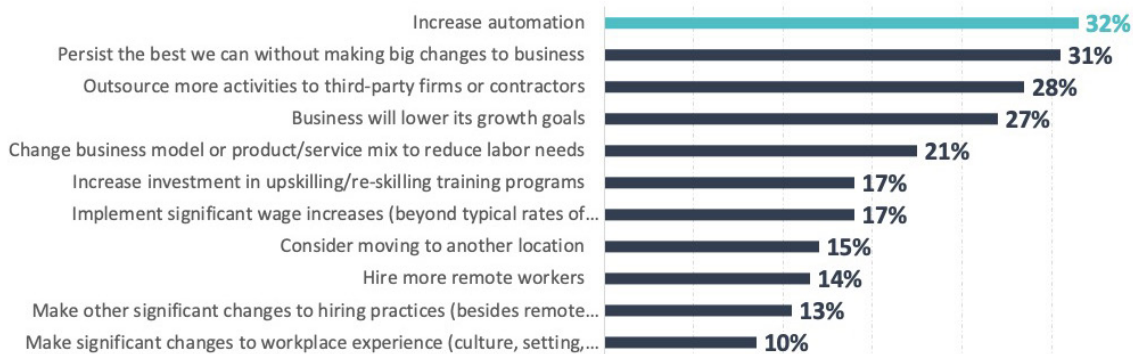 Increase automation 32%
Persist the best we can without making big changes to business 31%
Outsource more activities to third-party firms or contractors 28%
Business will lower its growth goals 27%
Change business model or product/service mix to reduce labor needs 21%
Increase investment in upskilling/re-skilling training programs 17%
Implement significant wage increases (beyond typical rates of… 17%
Consider moving to another location 15%
Hire more remote workers 14%
Make other significant changes to hiring practices (besides remote… 13%
Make significant changes to workplace experience (culture, setting,… 10%